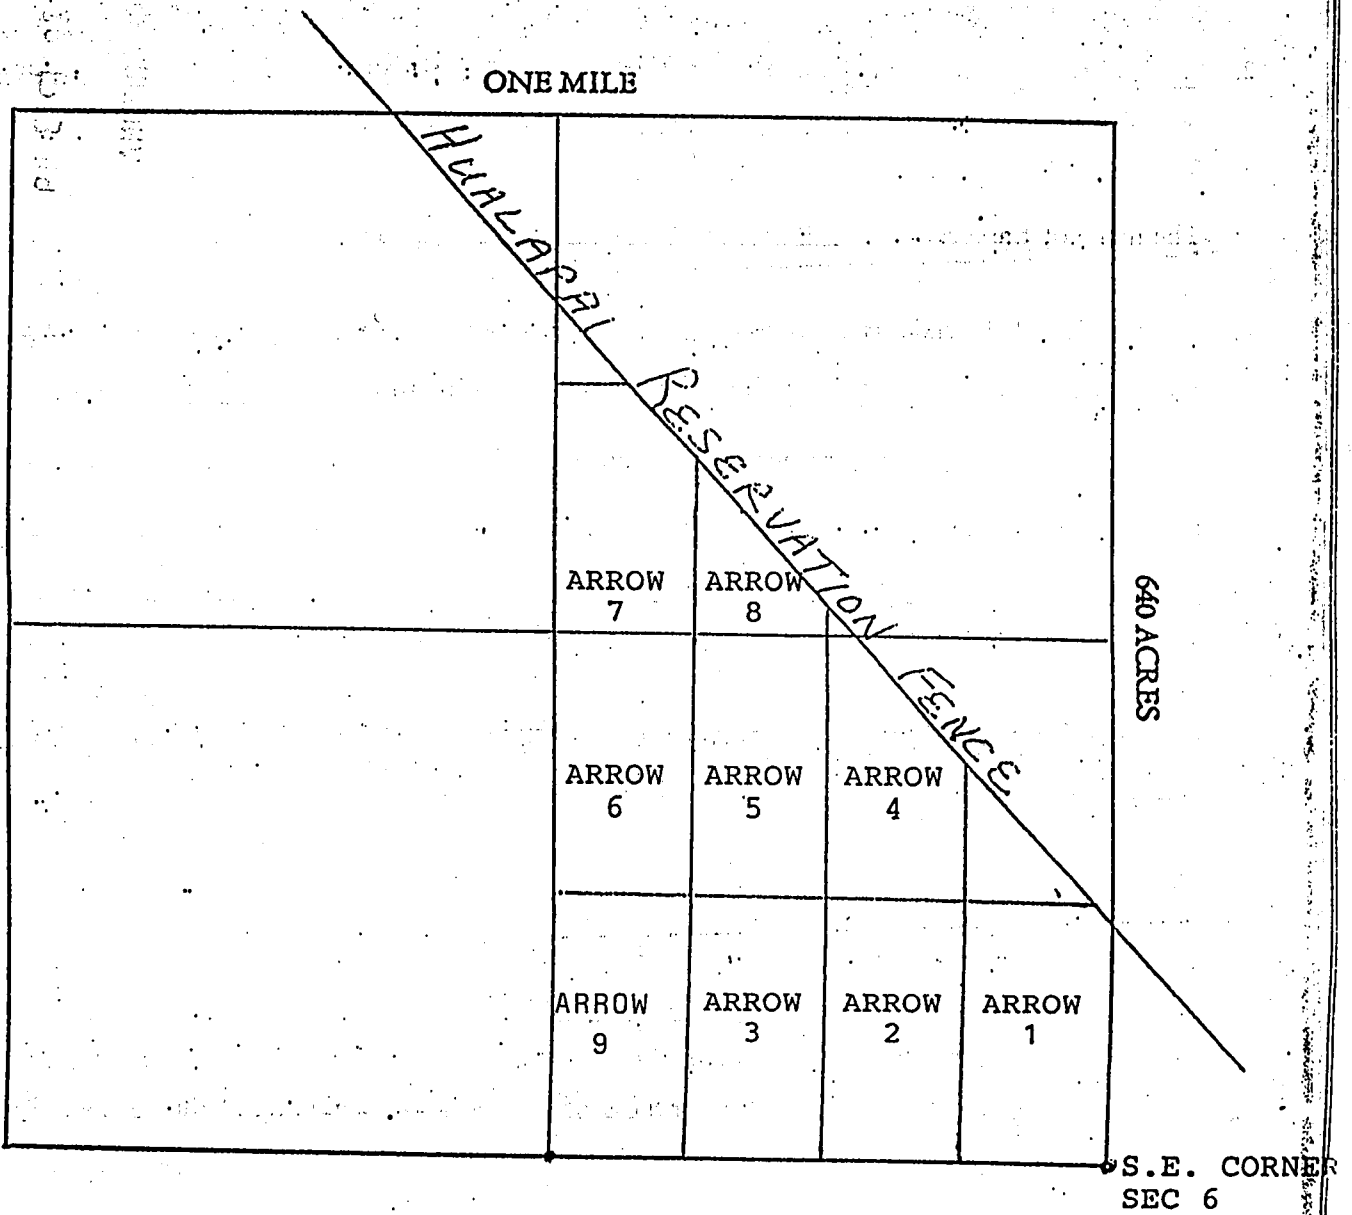 ONE MILE
HUALAPAI RESERVATION FENCE
640 ACRES
ARROW
7
ARROW
8
ARROW
6
ARROW
5
ARROW
4
ARROW
9
ARROW
3
ARROW
2
ARROW
1
S.E. CORNER
SEC 6